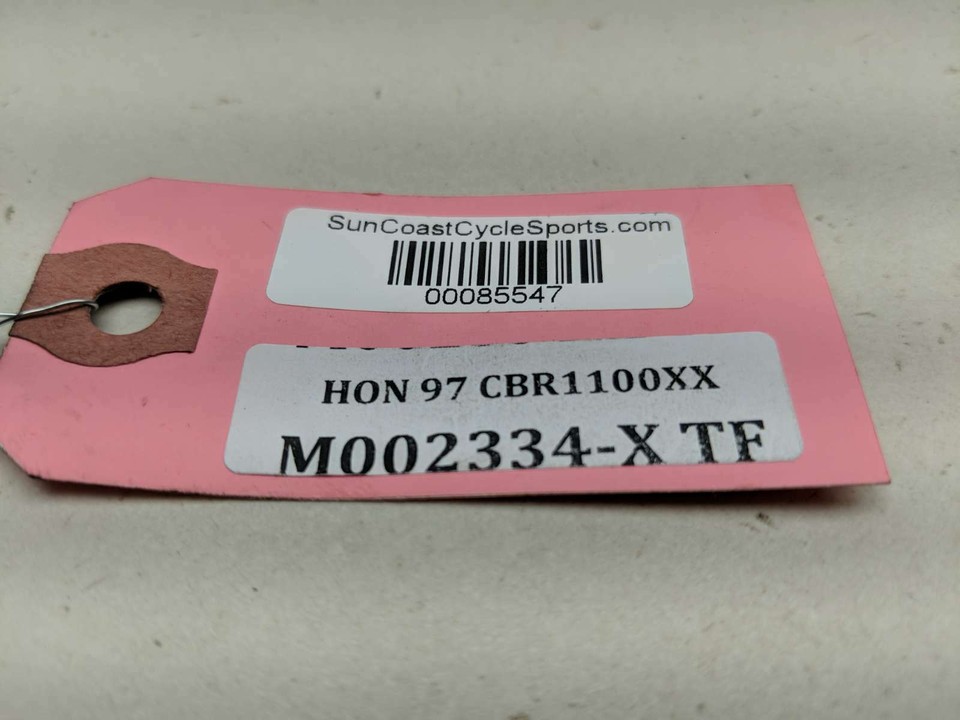 SunCoastCycleSports.com
00085547
HON 97 CBR1100XX
M002334-X TF